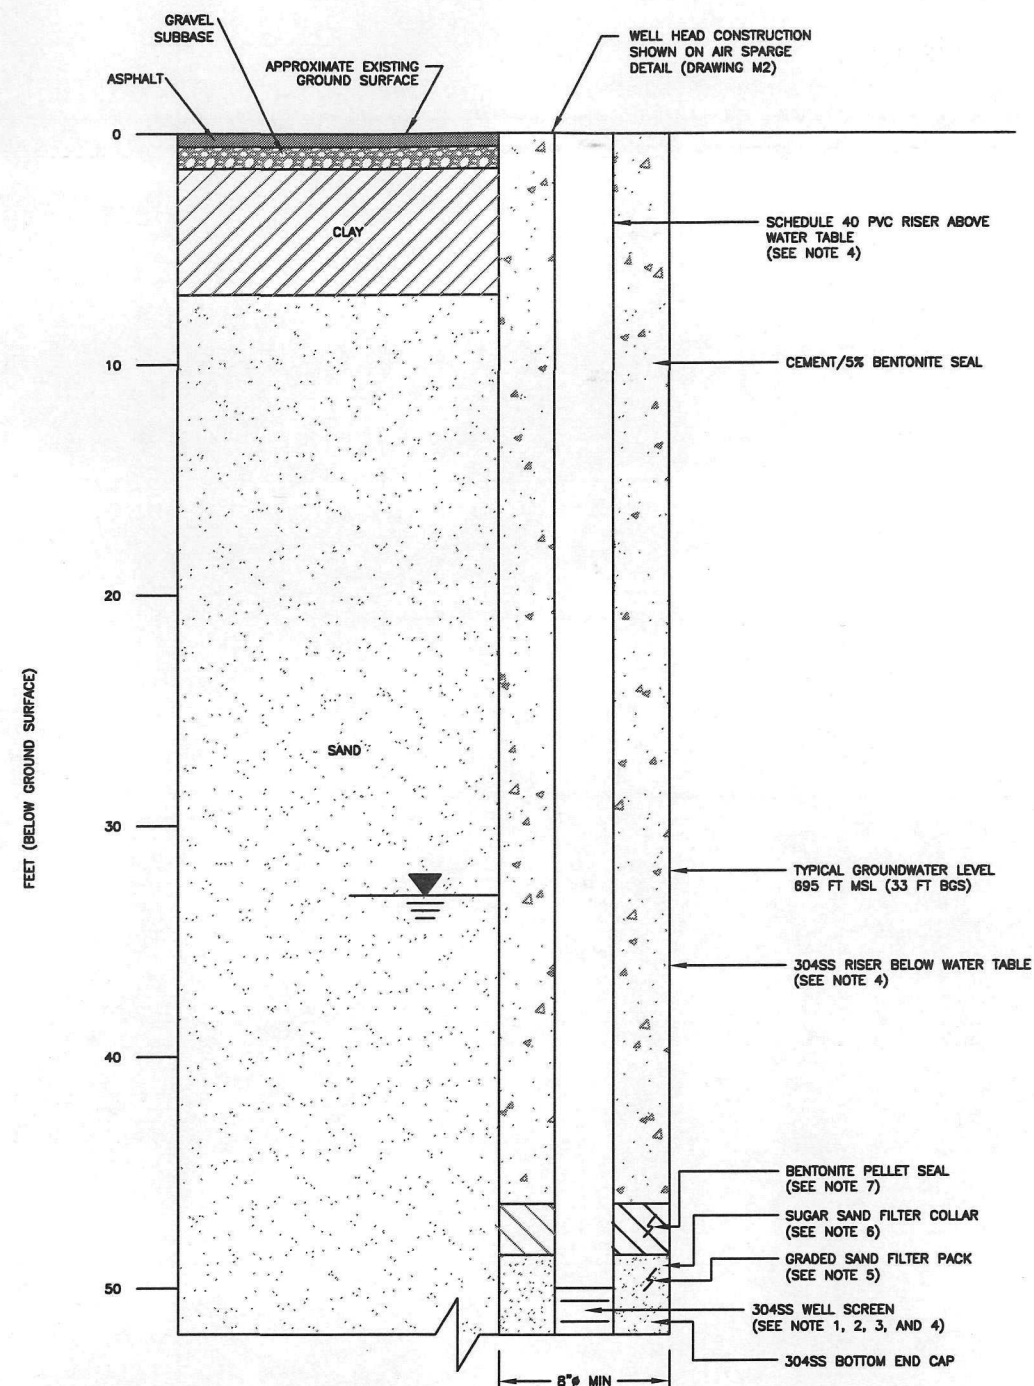 GRAVEL
SUBBASE
ASPHALT
APPROXIMATE EXISTING
GROUND SURFACE
WELL HEAD CONSTRUCTION
SHOWN ON AIR SPARGE
DETAIL (DRAWING M2)
0
CLAY
SCHEDULE 40 PVC RISER ABOVE
WATER TABLE
(SEE NOTE 4)
10
CEMENT/5% BENTONITE SEAL
20
FEET (BELOW GROUND SURFACE)
SAND
30
TYPICAL GROUNDWATER LEVEL
695 FT MSL (33 FT BGS)
304SS RISER BELOW WATER TABLE
(SEE NOTE 4)
40
BENTONITE PELLET SEAL
(SEE NOTE 7)
SUGAR SAND FILTER COLLAR
(SEE NOTE 6)
GRADED SAND FILTER PACK
(SEE NOTE 5)
50
304SS WELL SCREEN
(SEE NOTE 1, 2, 3, AND 4)
304SS BOTTOM END CAP
8"ø MIN